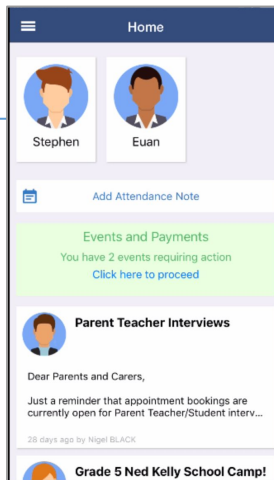 Home
Stephen
Euan
Add Attendance Note
Events and Payments
You have 2 events requiring action
Click here to proceed
Parent Teacher Interviews
Dear Parents and Carers,
Just a reminder that appointment bookings are
currently open for Parent Teacher/Student interv...
28 days ago by Nigel BLACK
Grade 5 Ned Kelly School Camp!